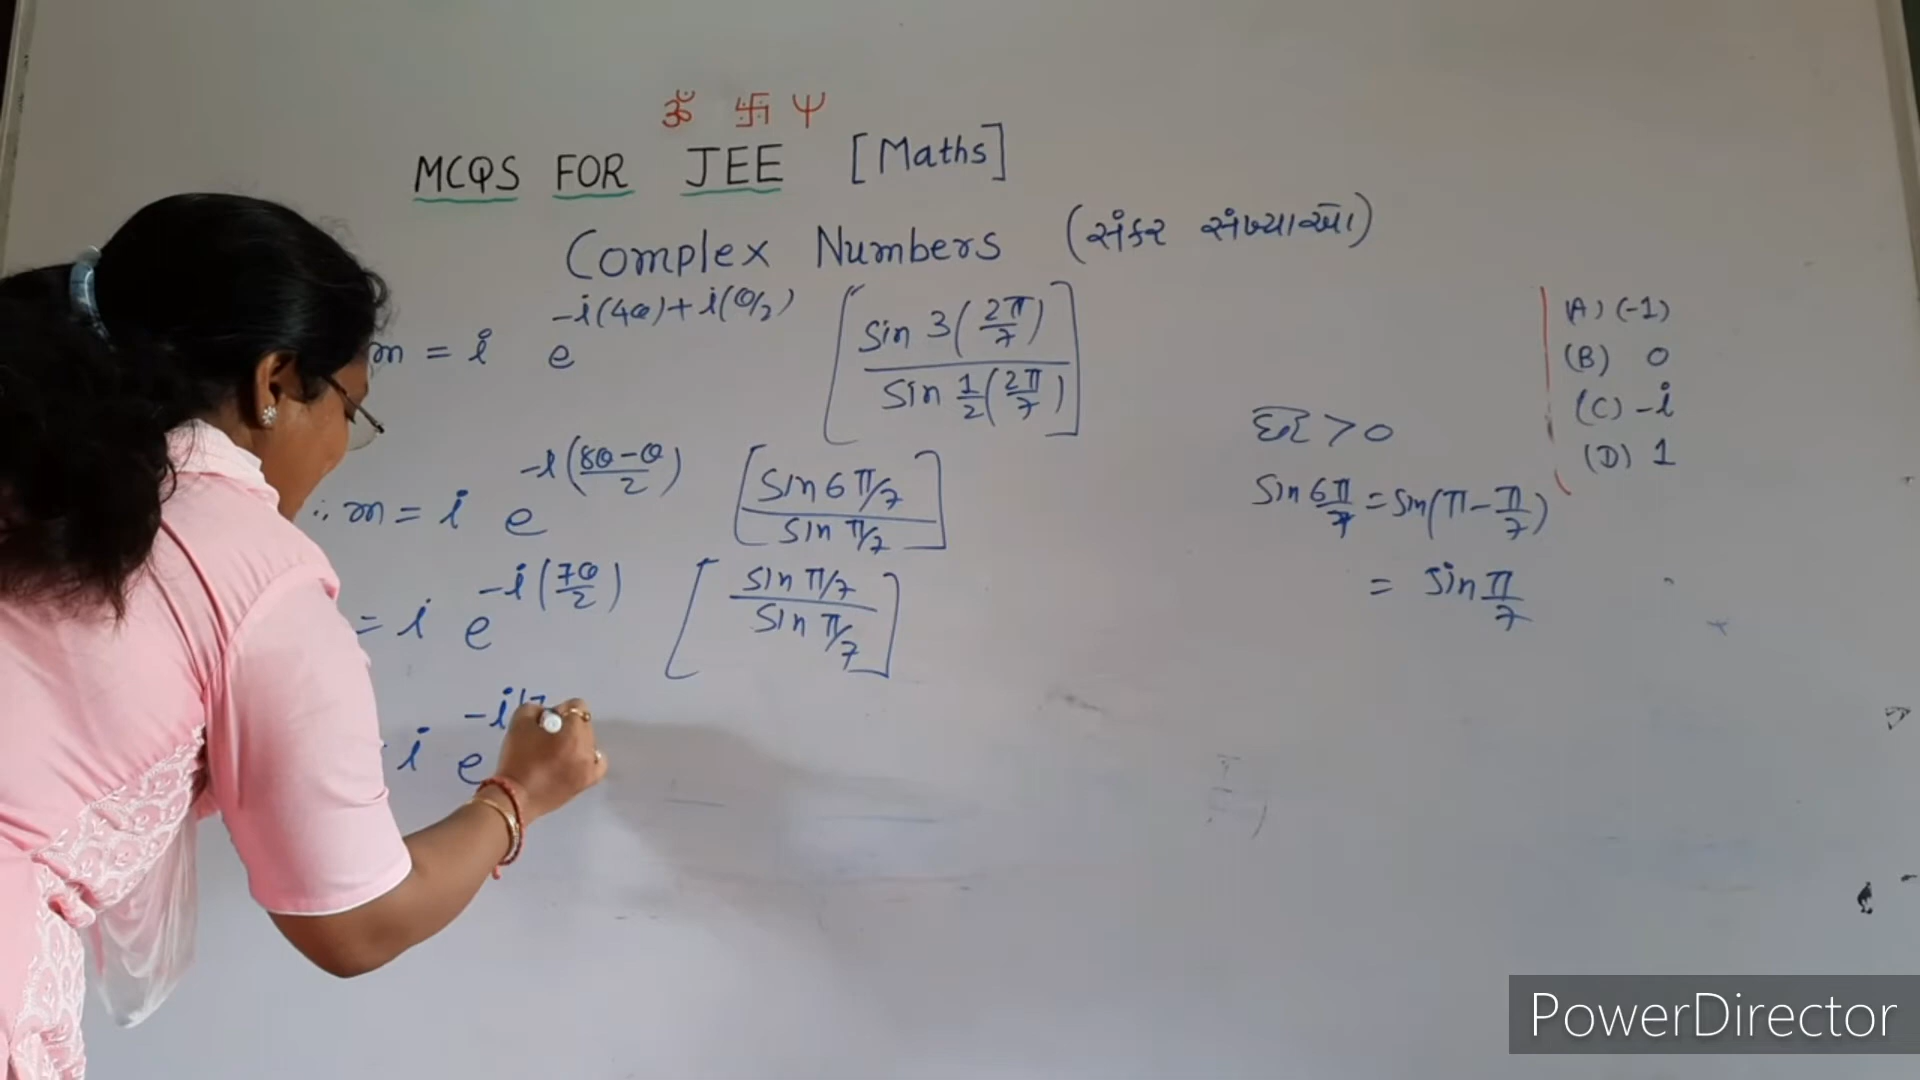 ॐ 卐 Ψ
MCQS FOR JEE [Maths]
Complex Numbers (સંકર સંખ્યાઓ)
m = i e^{-i(4θ)+i(θ/2)} [sin 3(2π/7) / sin 1/2(2π/7)]
∴ m = i e^{-i((8θ-θ)/2)} [sin 6π/7 / sin π/7]
= i e^{-i(7θ/2)} [sin π/7 / sin π/7]
i e^{-i(7
(A) (-1)
(B) 0
(C) -i
(D) 1
> 0
sin 6π/7 = sin(π - π/7)
= sin π/7
PowerDirector